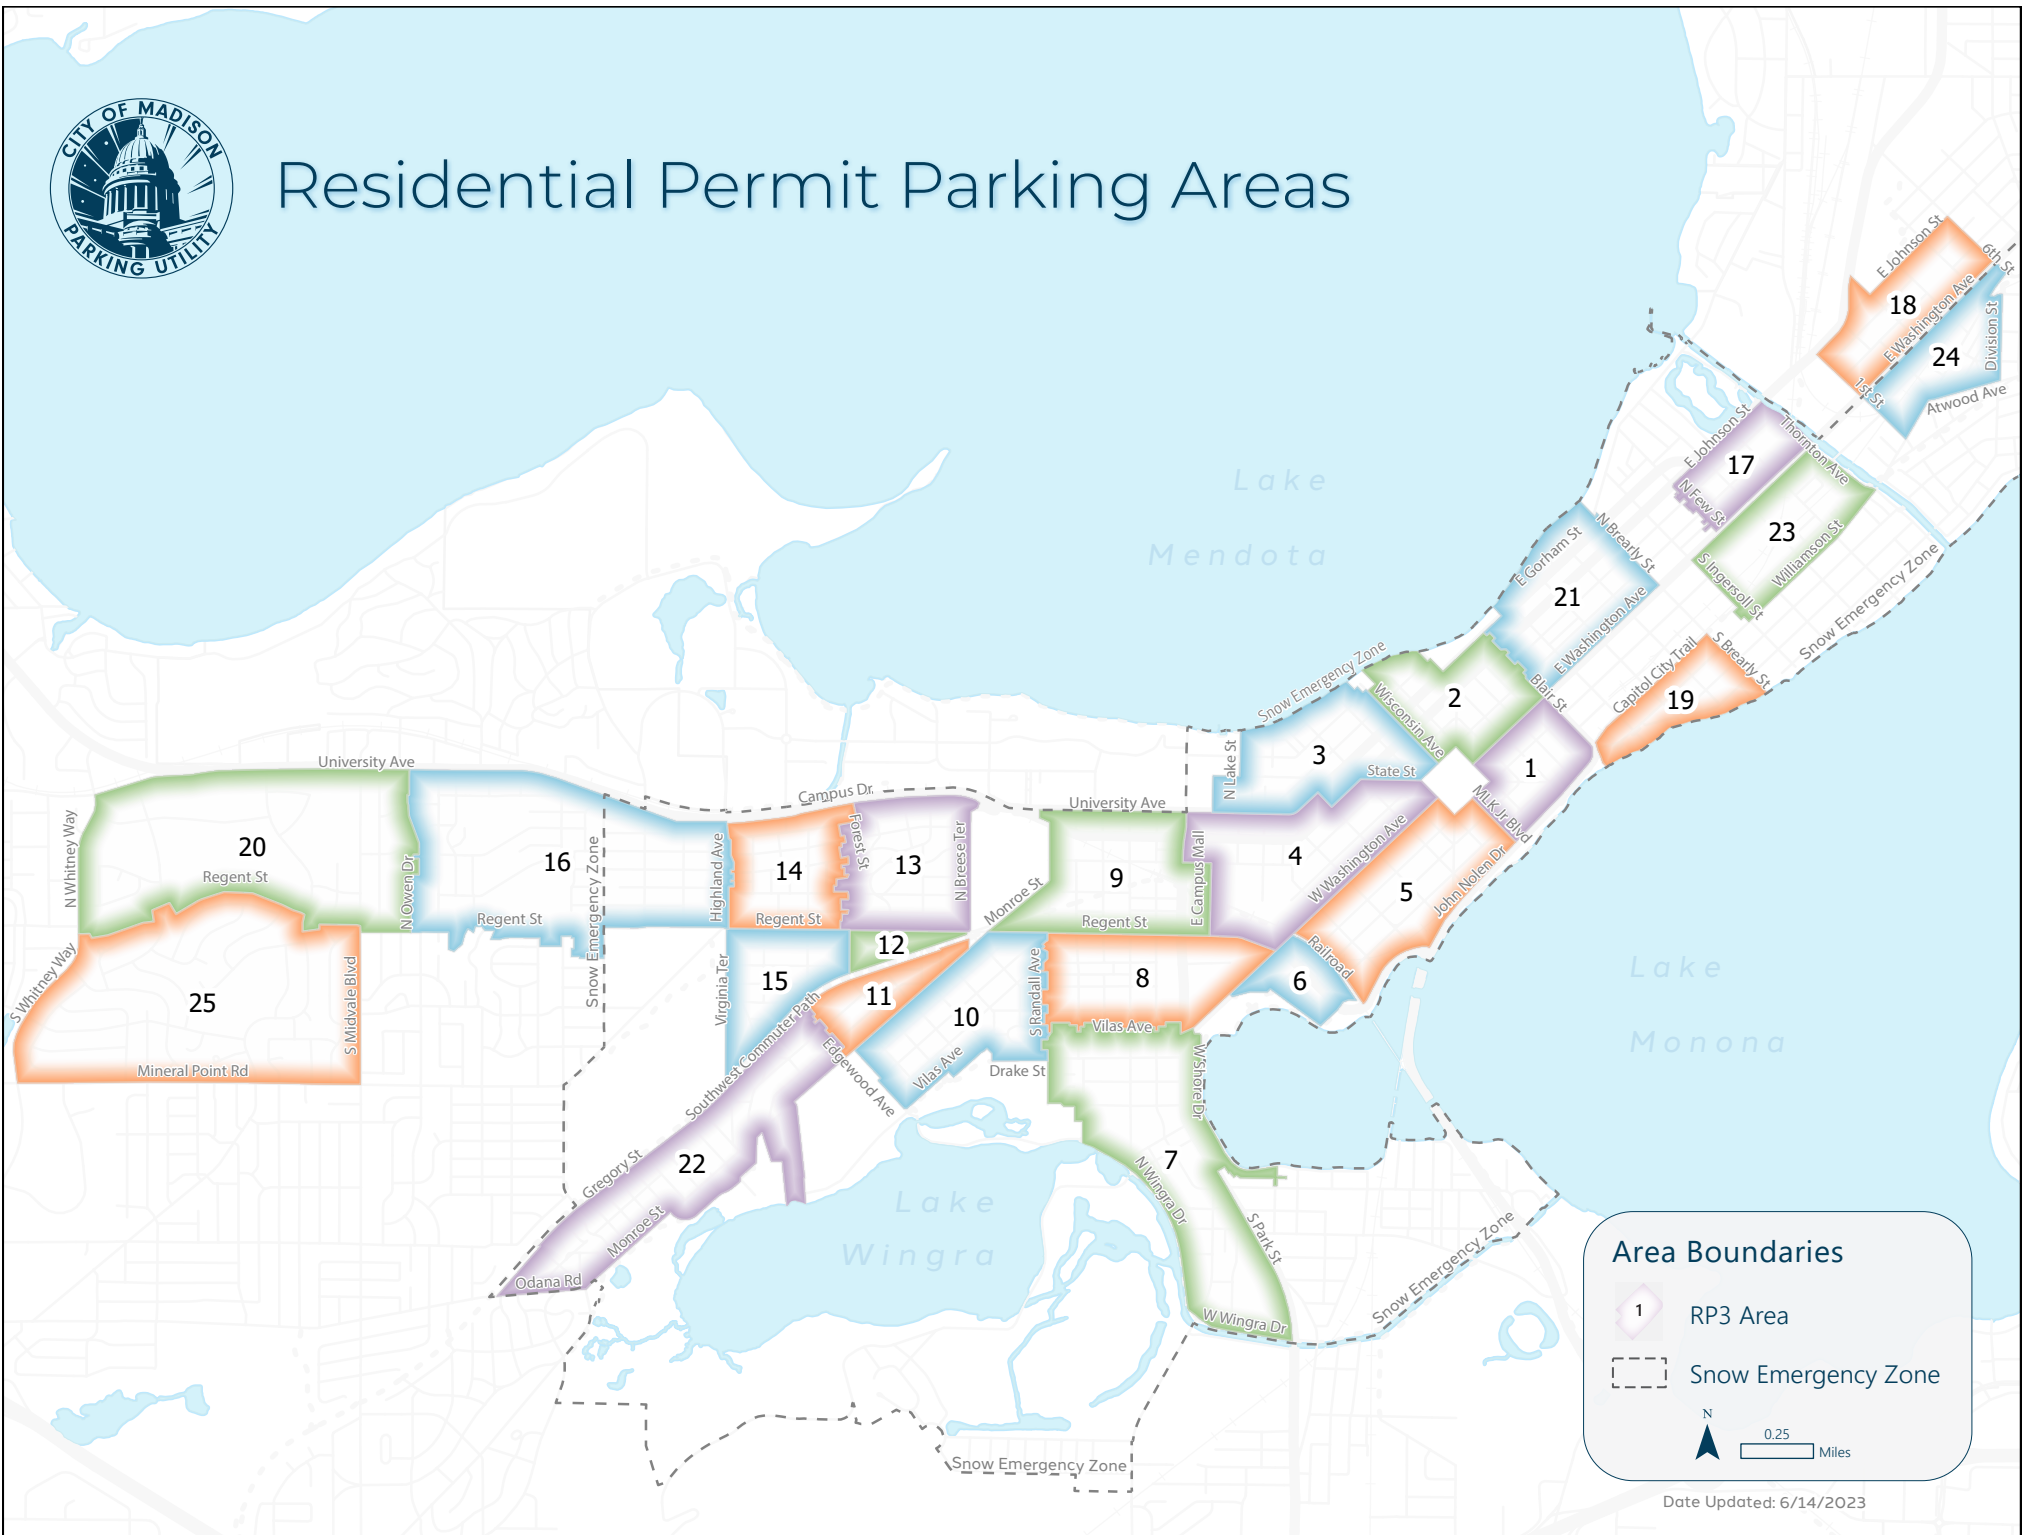 CITY OF MADISON
PARKING UTILITY
Residential Permit Parking Areas
E Johnson St
6th St
18
E Washington Ave
Division St
24
1st St
Atwood Ave
E Johnson St
Thornton Ave
17
N Few St
23
Williamson St
S Ingersoll St
Snow Emergency Zone
Lake
Mendota
N Brearly St
E Gorham St
21
E Washington Ave
Blair St
Capitol City Trail
S Brearly St
19
Snow Emergency Zone
Wisconsin Ave
2
3
N Lake St
State St
1
MLK Jr Blvd
University Ave
N Whitney Way
20
Regent St
N Owen Dr
16
Regent St
Snow Emergency Zone
Highland Ave
Campus Dr
14
Regent St
Forest St
13
N Breese Ter
University Ave
Monroe St
9
Regent St
E Campus Mall
4
W Washington Ave
5
John Nolen Dr
Railroad
6
S Whitney Way
25
S Midvale Blvd
Mineral Point Rd
Virginia Ter
15
12
11
Southwest Commuter Path
Edgewood Ave
10
Vilas Ave
S Randall Ave
Drake St
8
Vilas Ave
W Shore Dr
Lake
Monona
7
N Wingra Dr
S Park St
W Wingra Dr
Gregory St
22
Monroe St
Odana Rd
Lake
Wingra
Snow Emergency Zone
Snow Emergency Zone
Area Boundaries
1
RP3 Area
Snow Emergency Zone
N
0.25
Miles
Date Updated: 6/14/2023